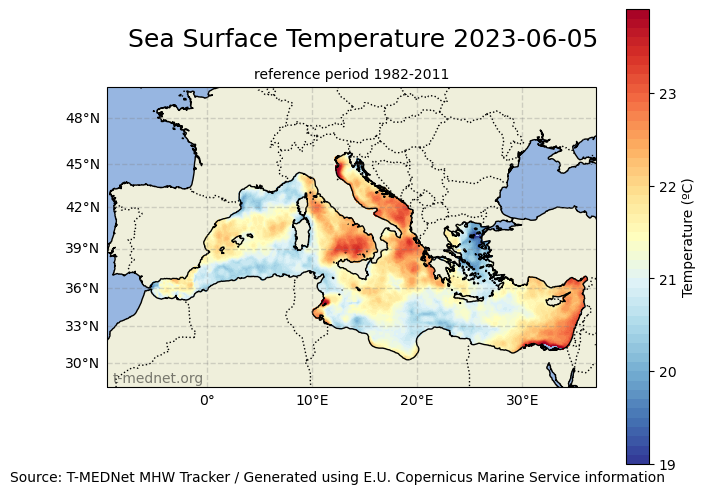 Sea Surface Temperature 2023-06-05
reference period 1982-2011
48°N
45°N
42°N
39°N
36°N
33°N
30°N
t-mednet.org
0°
10°E
20°E
30°E
23
22
21
20
19
Temperature (ºC)
Source: T-MEDNet MHW Tracker / Generated using E.U. Copernicus Marine Service information